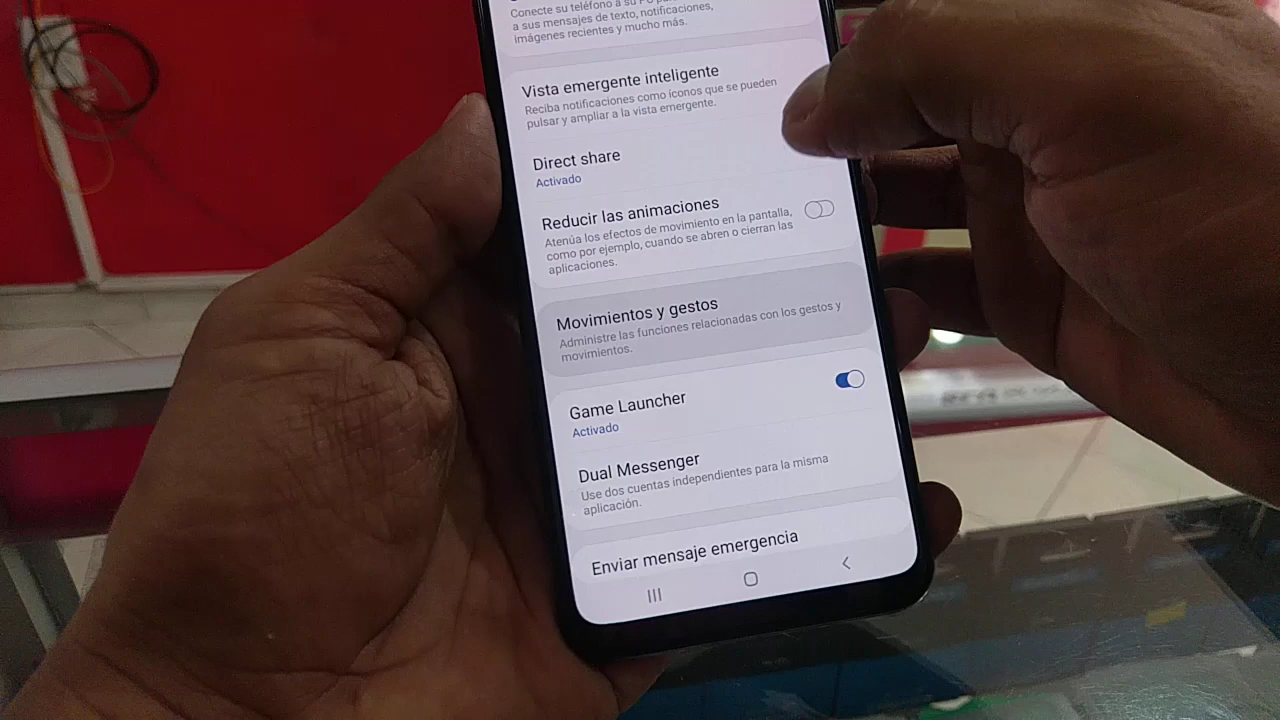 Conecte su teléfono a su PC
a sus mensajes de texto, notificaciones,
imágenes recientes y mucho más.
Vista emergente inteligente
Reciba notificaciones como iconos que se pueden
pulsar y ampliar a la vista emergente.
Direct share
Activado
Reducir las animaciones
Atenúa los efectos de movimiento en la pantalla,
como por ejemplo, cuando se abren o cierran las
aplicaciones.
Movimientos y gestos
Administre las funciones relacionadas con los gestos y
movimientos.
Game Launcher
Activado
Dual Messenger
Use dos cuentas independientes para la misma
aplicación.
Enviar mensaje emergencia